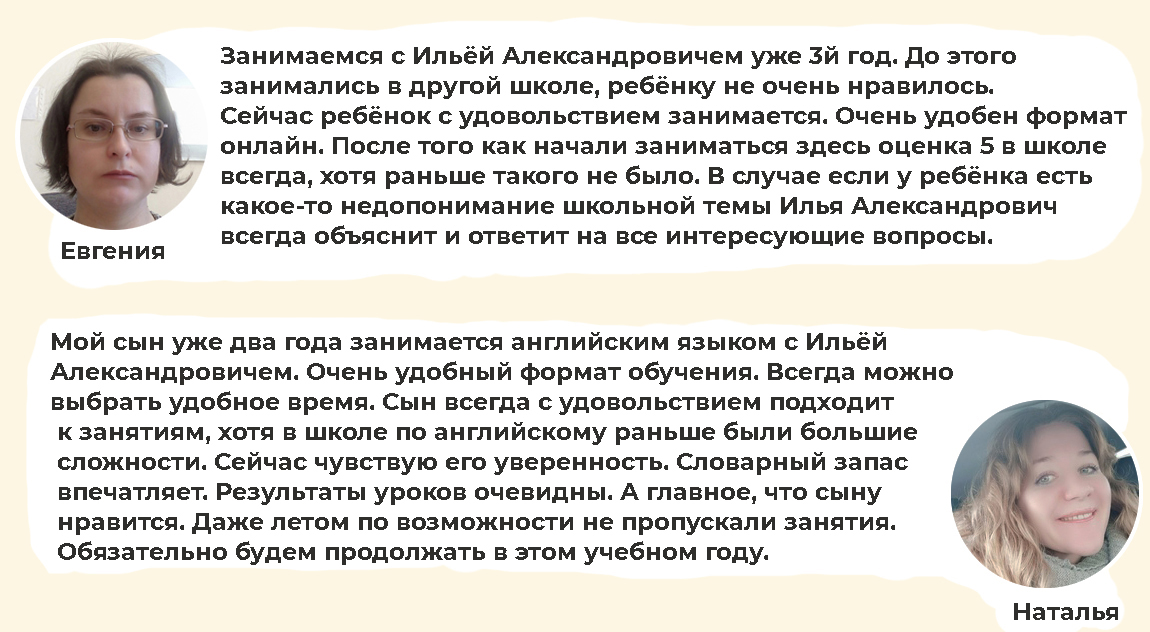 Занимаемся с Ильёй Александровичем уже 3й год. До этого
занимались в другой школе, ребёнку не очень нравилось.
Сейчас ребёнок с удовольствием занимается. Очень удобен формат
онлайн. После того как начали заниматься здесь оценка 5 в школе
всегда, хотя раньше такого не было. В случае если у ребёнка есть
какое-то недопонимание школьной темы Илья Александрович
всегда объяснит и ответит на все интересующие вопросы.
Евгения
Мой сын уже два года занимается английским языком с Ильёй
Александровичем. Очень удобный формат обучения. Всегда можно
выбрать удобное время. Сын всегда с удовольствием подходит
к занятиям, хотя в школе по английскому раньше были большие
сложности. Сейчас чувствую его уверенность. Словарный запас
впечатляет. Результаты уроков очевидны. А главное, что сыну
нравится. Даже летом по возможности не пропускали занятия.
Обязательно будем продолжать в этом учебном году.
Наталья